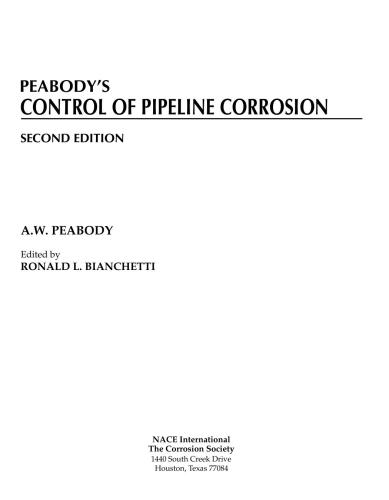 PEABODY'S
CONTROL OF PIPELINE CORROSION
SECOND EDITION
A.W. PEABODY
Edited by
RONALD L. BIANCHETTI
NACE International
The Corrosion Society
1440 South Creek Drive
Houston, Texas 77084